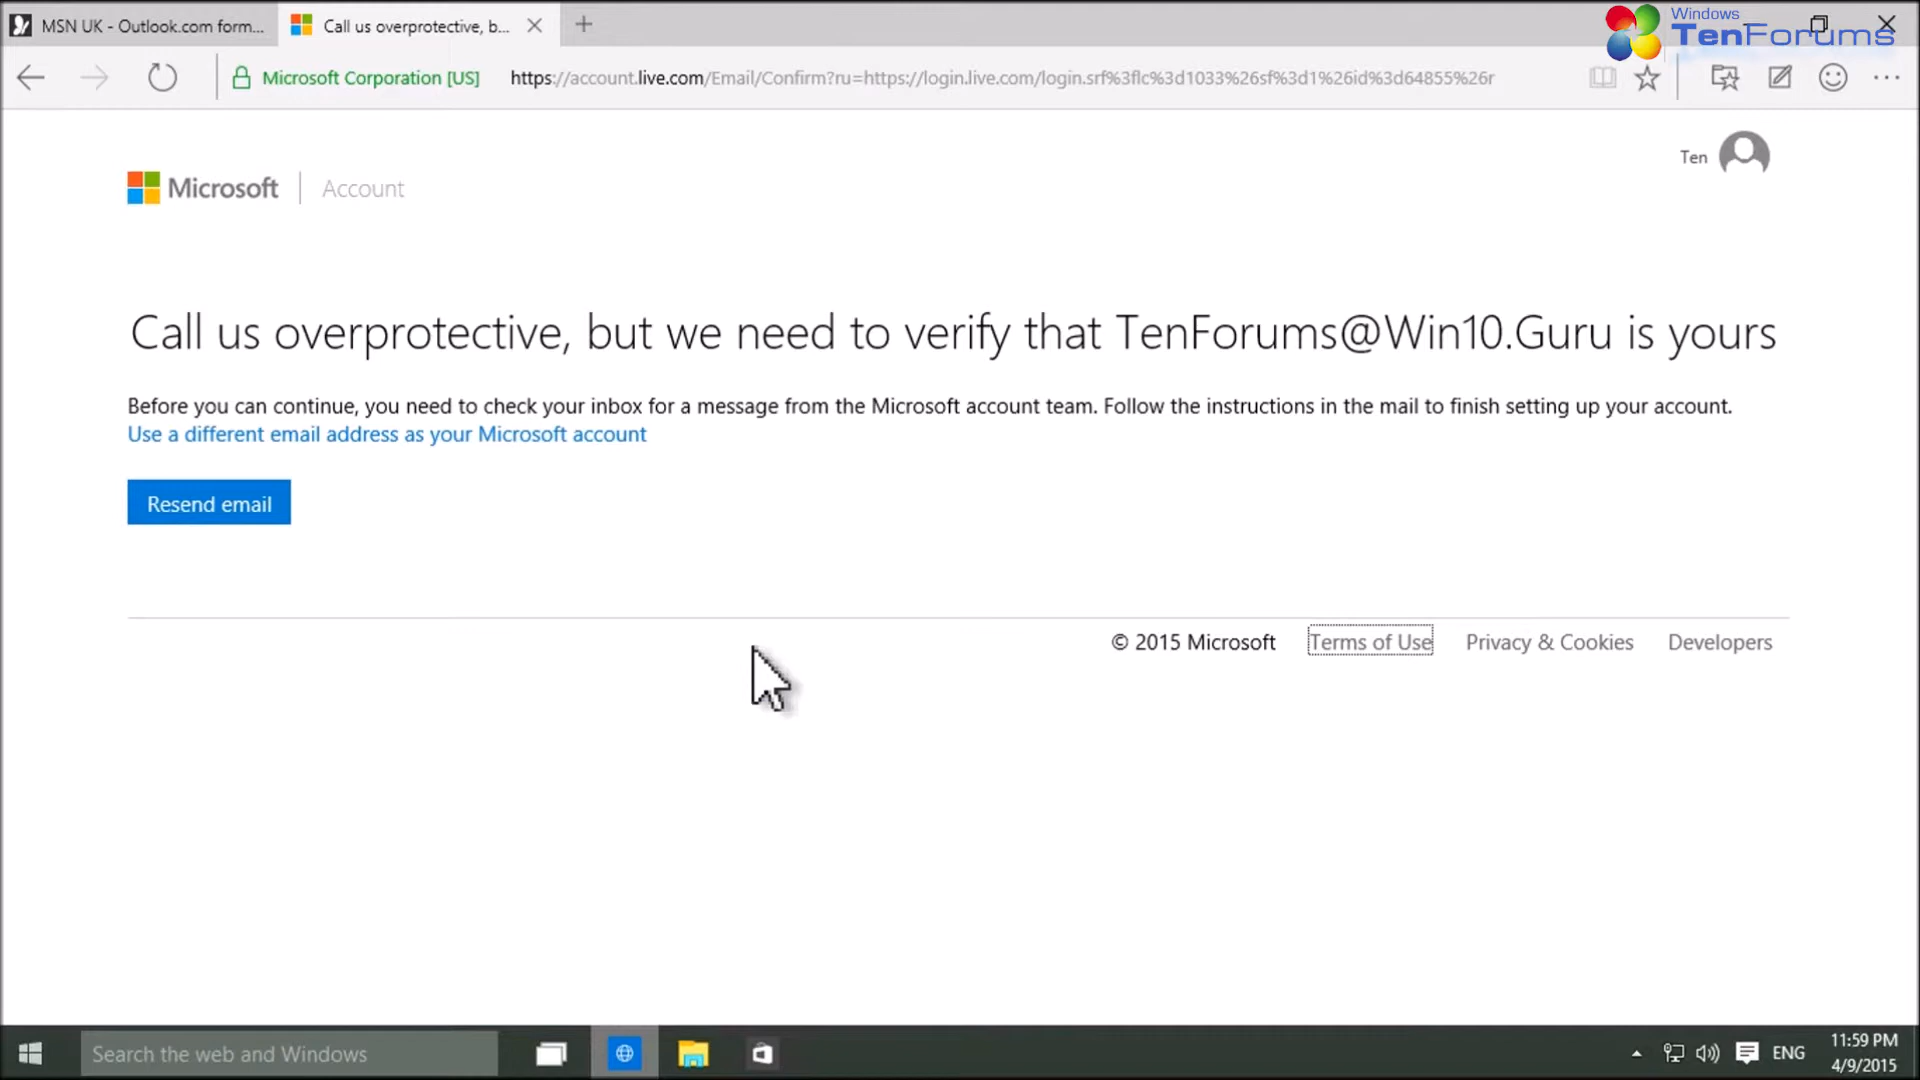 MSN UK - Outlook.com form...
Call us overprotective, b...
Windows
TenForums
Microsoft Corporation [US]
https://account.live.com/Email/Confirm?ru=https://login.live.com/login.srf%3flc%3d1033%26sf%3d1%26id%3d64855%26r
Ten
Microsoft
Account
Call us overprotective, but we need to verify that TenForums@Win10.Guru is yours
Before you can continue, you need to check your inbox for a message from the Microsoft account team. Follow the instructions in the mail to finish setting up your account.
Use a different email address as your Microsoft account
Resend email
© 2015 Microsoft
Terms of Use
Privacy & Cookies
Developers
Search the web and Windows
ENG
11:59 PM
4/9/2015